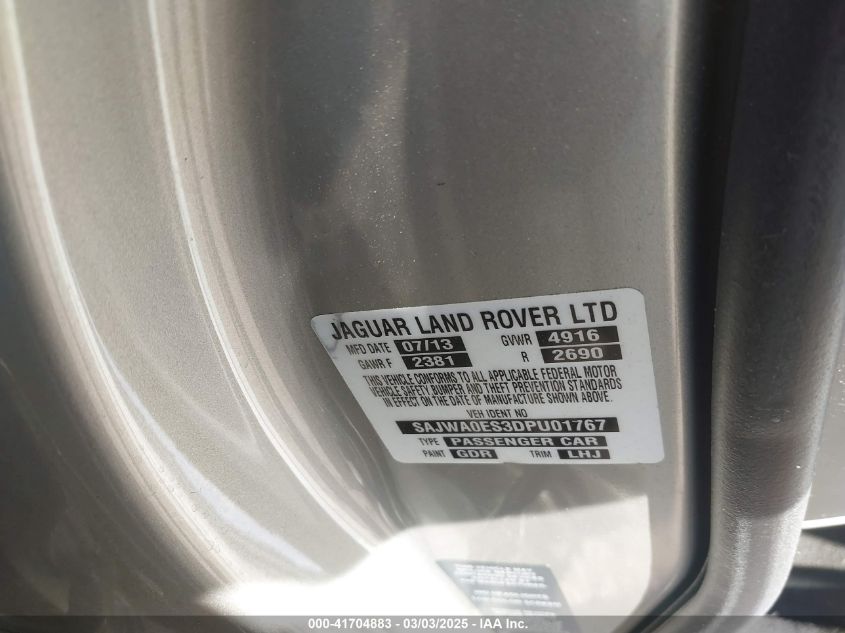 JAGUAR LAND ROVER LTD
MFD DATE 07/13 GVWR 4916
GAWR F 2381 R 2690
THIS VEHICLE CONFORMS TO ALL APPLICABLE FEDERAL MOTOR
VEHICLE SAFETY BUMPER AND THEFT PREVENTION STANDARDS
IN EFFECT ON THE DATE OF MANUFACTURE SHOWN ABOVE.
VEH IDENT NO
SAJWA0ES3DPU01767
TYPE PASSENGER CAR
PAINT GDR TRIM LHJ
000-41704883 - 03/03/2025 - IAAI Inc.